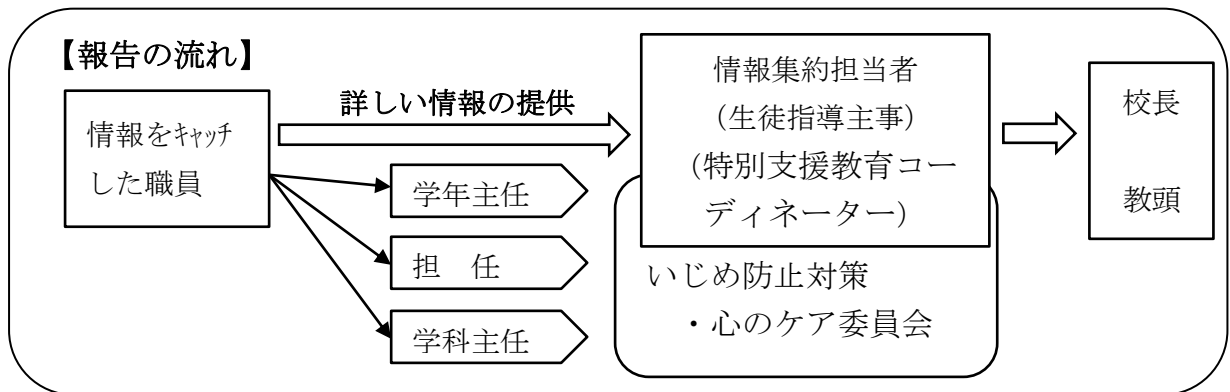 【報告の流れ】
情報をｷｬｯﾁ
した職員
詳しい情報の提供
学年主任
担　任
学科主任
情報集約担当者
（生徒指導主事）
（特別支援教育コー
ディネーター）
いじめ防止対策
・心のケア委員会
校長
教頭